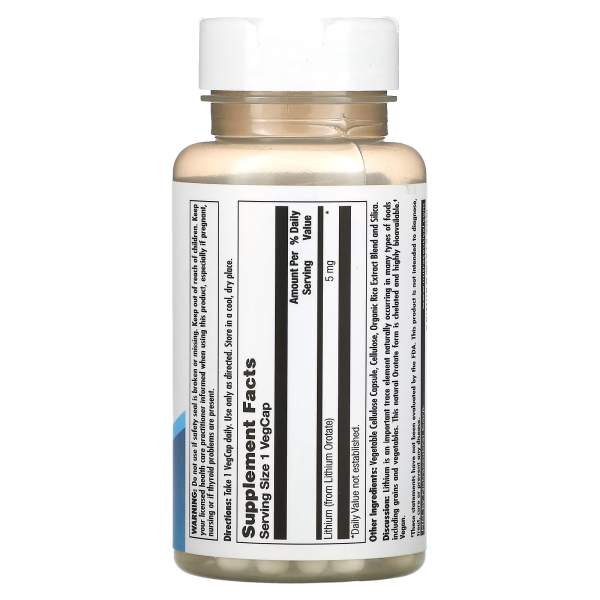 WARNING: Do not use if safety seal is broken or missing. Keep out of reach of children. Keep
your licensed health care practitioner informed when using this product, especially if pregnant,
nursing or if thyroid problems are present.
Directions: Take 1 VegCap daily. Use only as directed. Store in a cool, dry place.
Supplement Facts
Serving Size 1 VegCap
Amount Per Serving
% Daily Value
Lithium (from Lithium Orotate) 5 mg *
*Daily Value not established.
Other Ingredients: Vegetable Cellulose Capsule, Cellulose, Organic Rice Extract Blend and Silica.
Discussion: Lithium is an important trace element naturally occurring in many types of foods
including grains and vegetables. This natural Orotate form is chelated and highly bioavailable.†
Vegan.
†These statements have not been evaluated by the FDA. This product is not intended to diagnose,